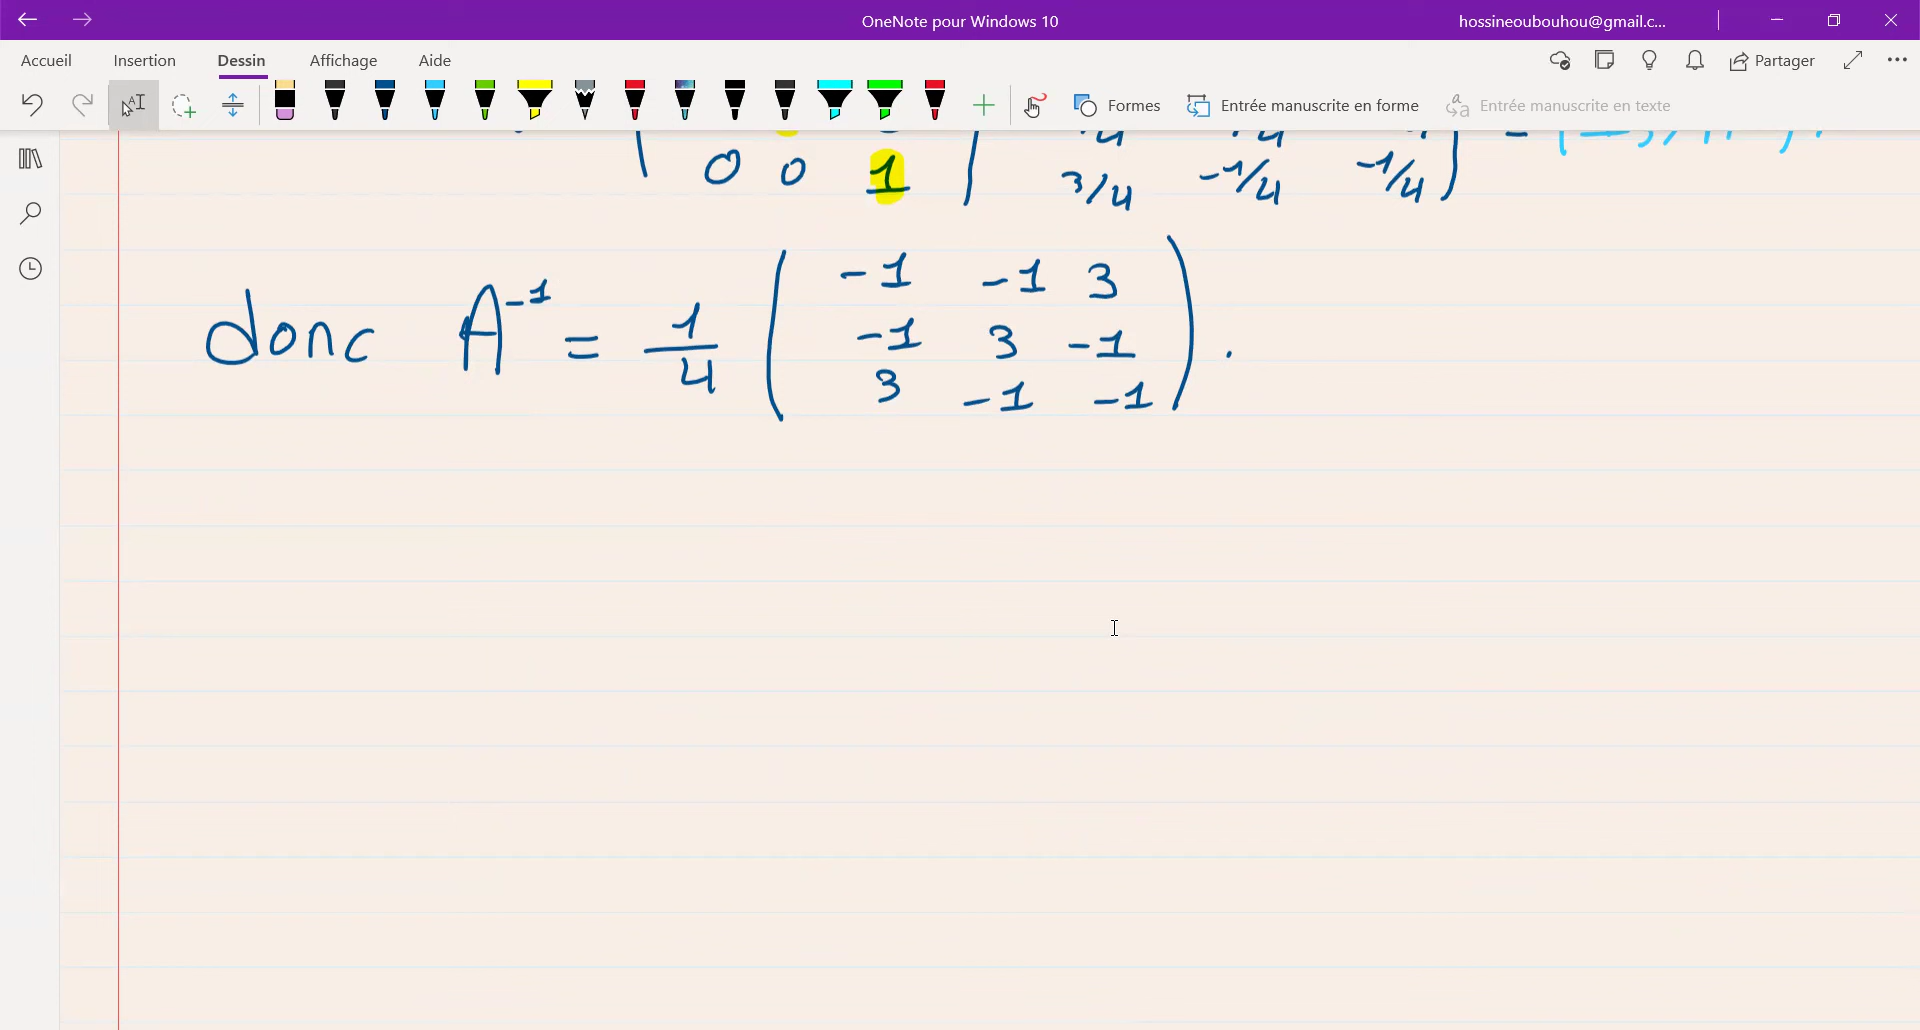 OneNote pour Windows 10
hossineoubouhou@gmail.c...
Accueil Insertion Dessin Affichage Aide
Partager
Formes Entrée manuscrite en forme Entrée manuscrite en texte
0 0 1 3/4 -1/4 -1/4
-1 -1 3
donc A⁻¹ = 1/4 ( -1 3 -1 ) .
3 -1 -1